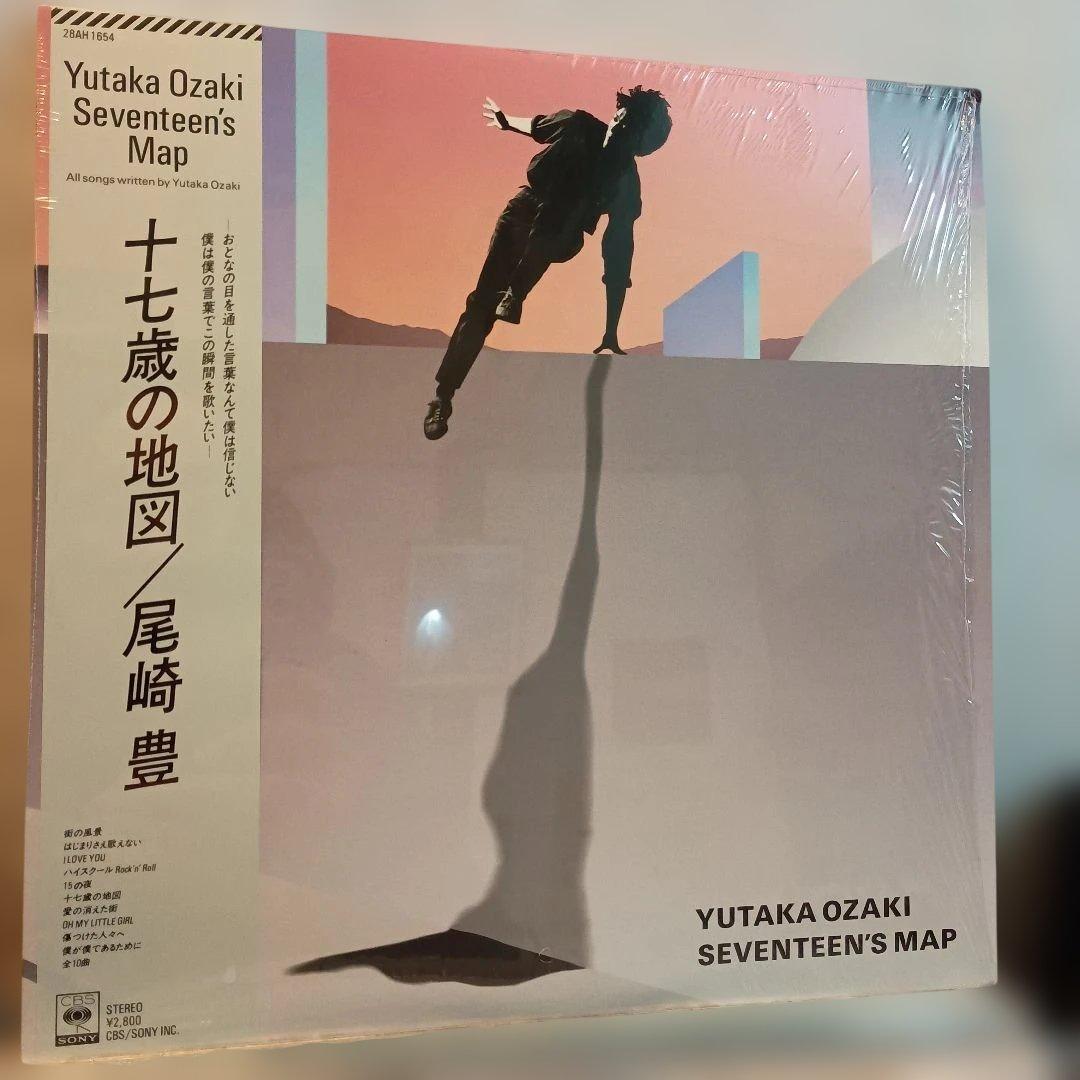 28AH 1654
Yutaka Ozaki
Seventeen's
Map
All songs written by Yutaka Ozaki
—おとなの目を通した言葉なんて僕は信じない
僕は僕の言葉でこの瞬間を歌いたい—
十七歳の地図/尾崎 豊
街の風景
はじまりさえ歌えない
I LOVE YOU
ハイスクール Rock'n' Roll
15の夜
十七歳の地図
愛の消えた街
OH MY LITTLE GIRL
傷つけた人々へ
僕が僕であるために
全10曲
CBS
SONY
STEREO
¥2,800
CBS/SONY INC.
YUTAKA OZAKI
SEVENTEEN'S MAP